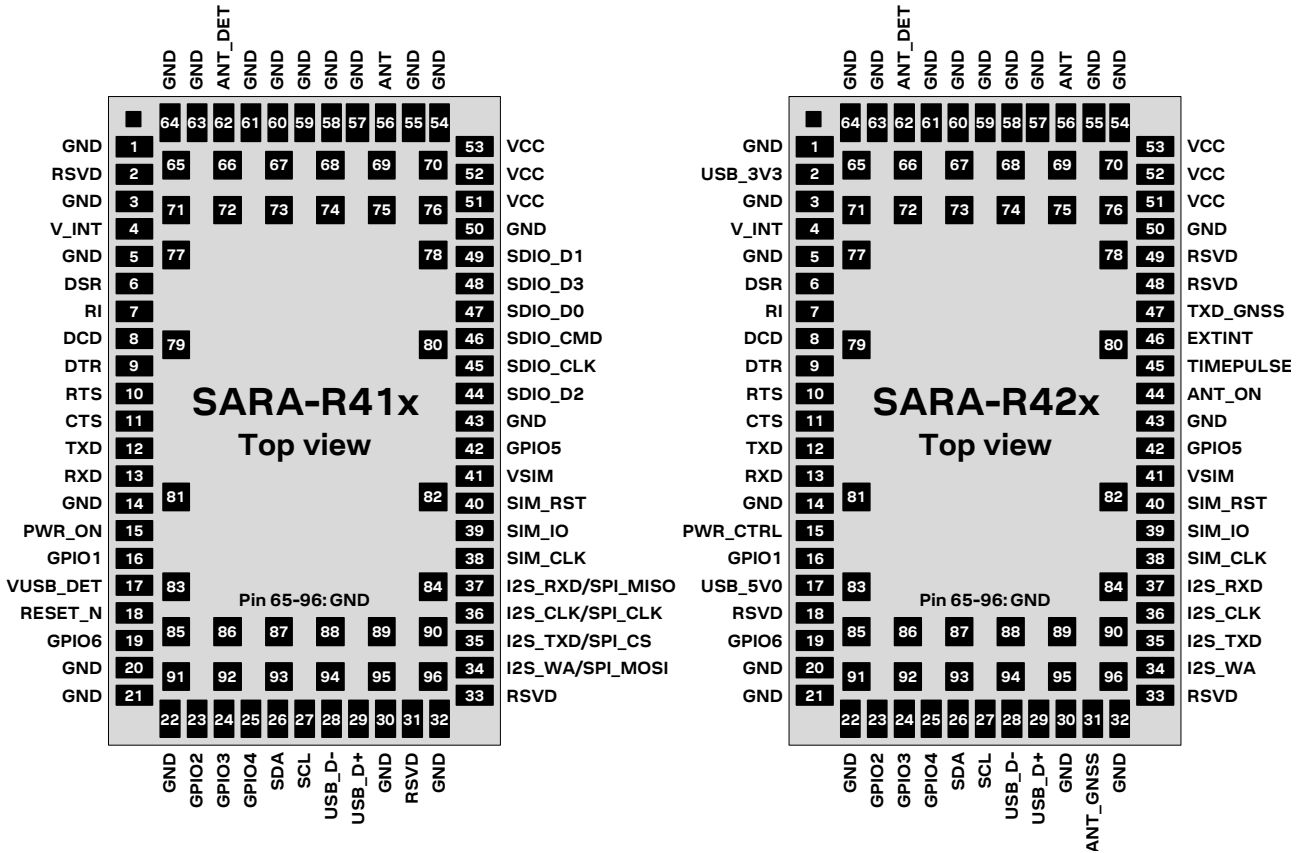 GND GND ANT_DET GND GND GND GND GND ANT GND GND
64 63 62 61 60 59 58 57 56 55 54
GND 1 53 VCC
65 66 67 68 69 70
RSVD 2 52 VCC
GND 3 51 VCC
71 72 73 74 75 76
V_INT 4 50 GND
GND 5 77 78 49 SDIO_D1
DSR 6 48 SDIO_D3
RI 7 47 SDIO_D0
DCD 8 79 80 46 SDIO_CMD
DTR 9 45 SDIO_CLK
RTS 10 44 SDIO_D2
SARA-R41x
CTS 11 43 GND
TXD 12 Top view 42 GPIO5
RXD 13 41 VSIM
GND 14 81 82 40 SIM_RST
PWR_ON 15 39 SIM_IO
GPIO1 16 38 SIM_CLK
VUSB_DET 17 83 84 37 I2S_RXD/SPI_MISO
Pin 65-96: GND
RESET_N 18 36 I2S_CLK/SPI_CLK
GPIO6 19 85 86 87 88 89 90 35 I2S_TXD/SPI_CS
GND 20 91 92 93 94 95 96 34 I2S_WA/SPI_MOSI
GND 21 33 RSVD
22 23 24 25 26 27 28 29 30 31 32
GND GPIO2 GPIO3 GPIO4 SDA SCL USB_D- USB_D+ GND RSVD GND
GND GND ANT_DET GND GND GND GND GND ANT GND GND
64 63 62 61 60 59 58 57 56 55 54
GND 1 53 VCC
65 66 67 68 69 70
USB_3V3 2 52 VCC
GND 3 51 VCC
71 72 73 74 75 76
V_INT 4 50 GND
GND 5 77 78 49 RSVD
DSR 6 48 RSVD
RI 7 47 TXD_GNSS
DCD 8 79 80 46 EXTINT
DTR 9 45 TIMEPULSE
RTS 10 44 ANT_ON
SARA-R42x
CTS 11 43 GND
TXD 12 Top view 42 GPIO5
RXD 13 41 VSIM
GND 14 81 82 40 SIM_RST
PWR_CTRL 15 39 SIM_IO
GPIO1 16 38 SIM_CLK
USB_5V0 17 83 84 37 I2S_RXD
Pin 65-96: GND
RSVD 18 36 I2S_CLK
GPIO6 19 85 86 87 88 89 90 35 I2S_TXD
GND 20 91 92 93 94 95 96 34 I2S_WA
GND 21 33 RSVD
22 23 24 25 26 27 28 29 30 31 32
GND GPIO2 GPIO3 GPIO4 SDA SCL USB_D- USB_D+ GND ANT_GNSS GND